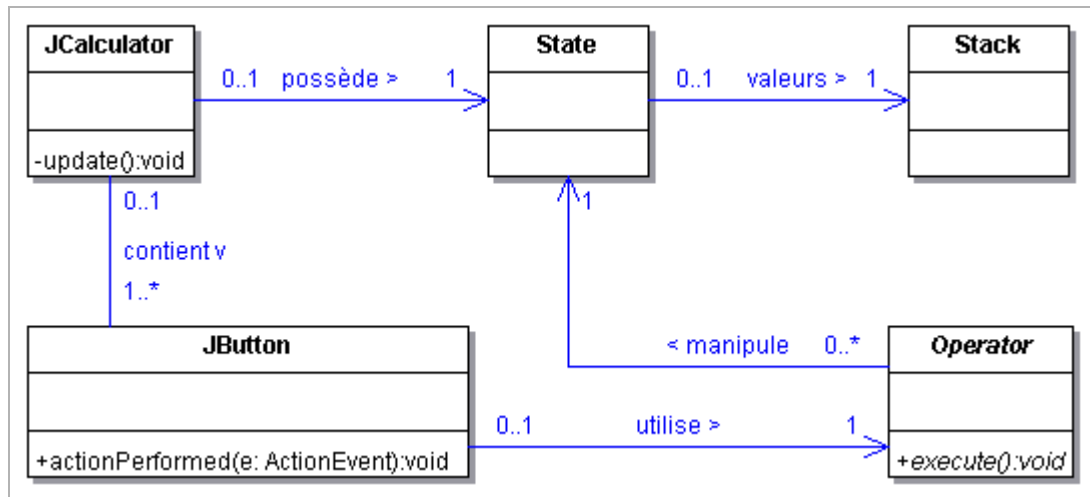 JCalculator
State
Stack
0..1 possède > 1
0..1 valeurs > 1
-update():void
0..1
1
contient v
1..*
JButton
< manipule 0..*
Operator
0..1 utilise > 1
+actionPerformed(e: ActionEvent):void
+execute():void